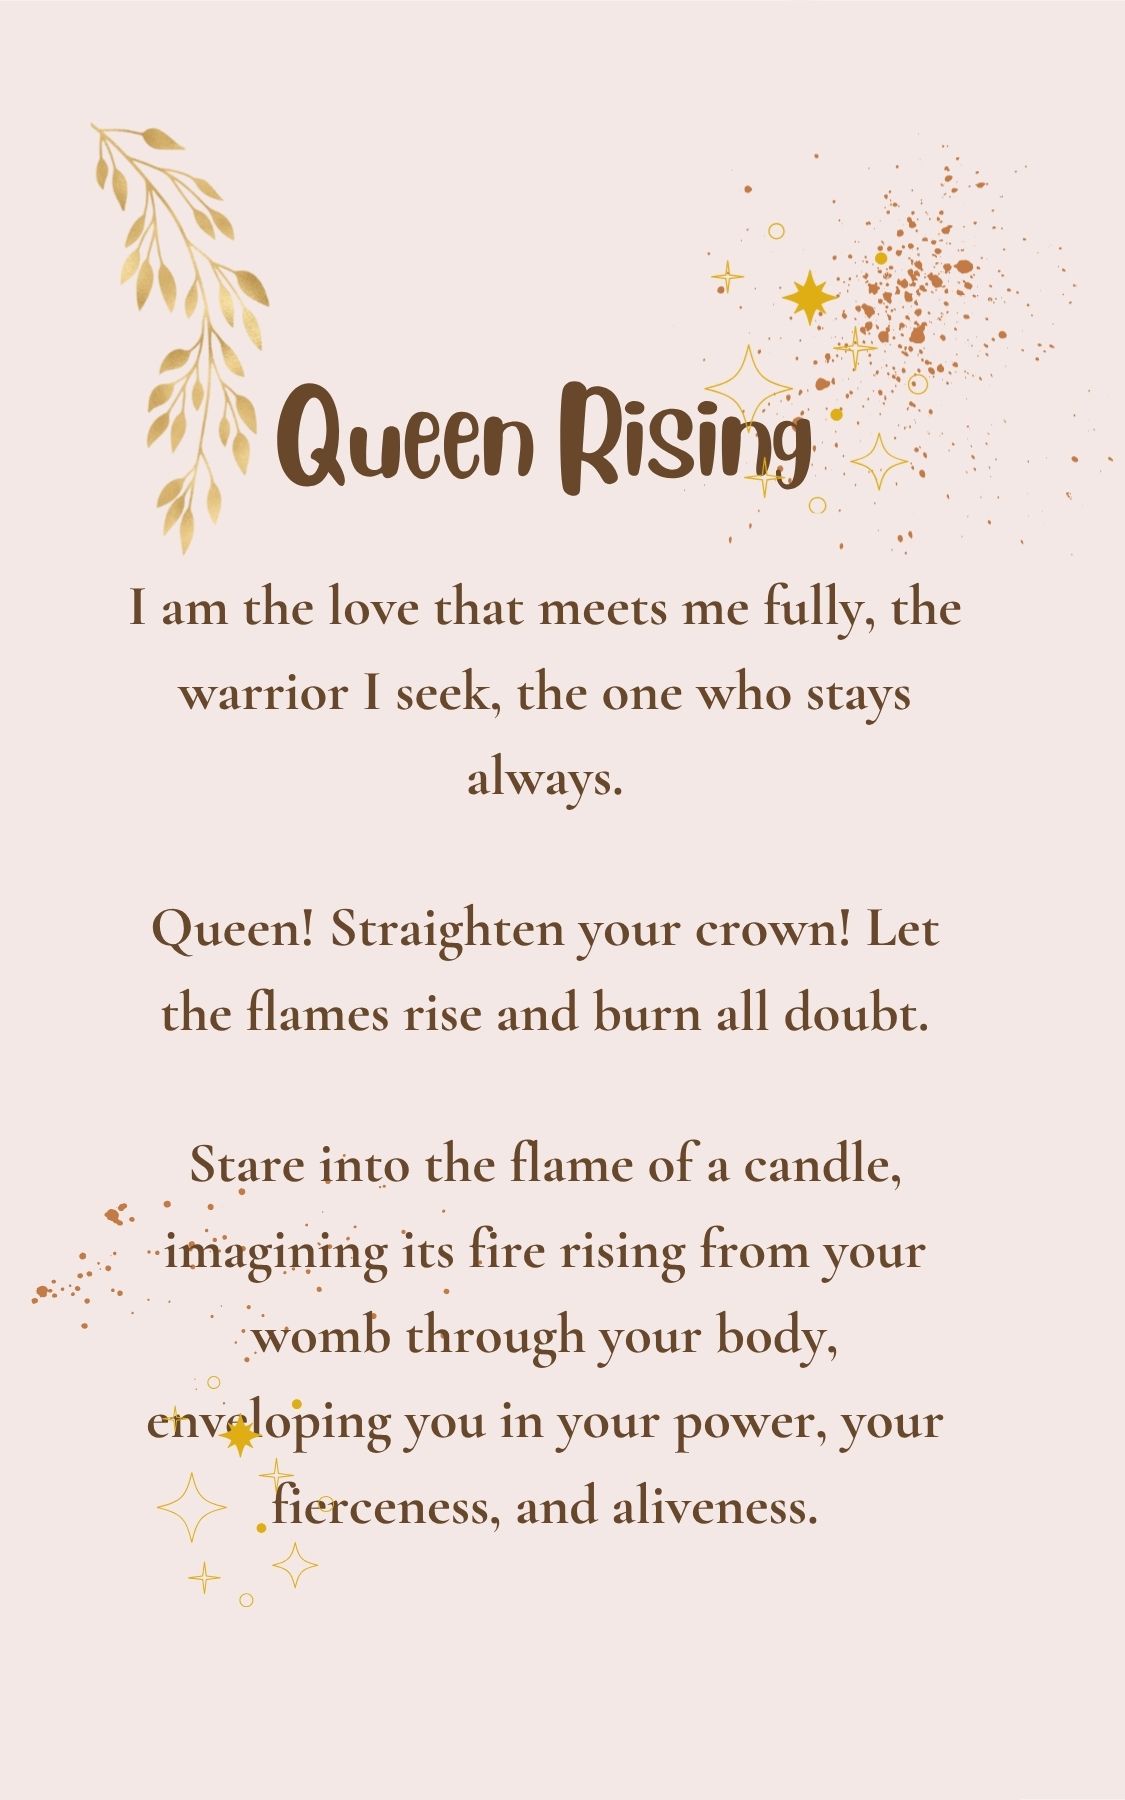 Queen Rising
I am the love that meets me fully, the
warrior I seek, the one who stays
always.
Queen! Straighten your crown! Let
the flames rise and burn all doubt.
Stare into the flame of a candle,
imagining its fire rising from your
womb through your body,
enveloping you in your power, your
fierceness, and aliveness.